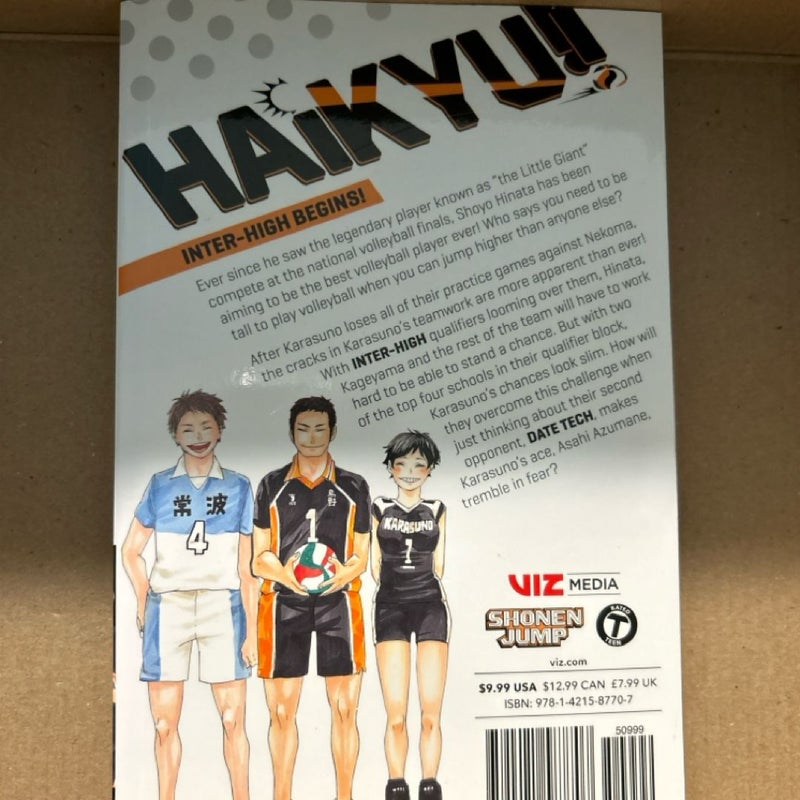 HAIKYU!!
INTER-HIGH BEGINS!
Ever since he saw the legendary player known as "the Little Giant"
compete at the national volleyball finals, Shoyo Hinata has been
aiming to be the best volleyball player ever! Who says you need to be
tall to play volleyball when you can jump higher than anyone else?
After Karasuno loses all of their practice games against Nekoma,
the cracks in Karasuno's teamwork are more apparent than ever!
With INTER-HIGH qualifiers looming over them, Hinata,
Kageyama and the rest of the team will have to work
hard to be able to stand a chance. But with two
of the top four schools in their qualifier block,
Karasuno's chances look slim. How will
they overcome this challenge when
just thinking about their second
opponent, DATE TECH, makes
Karasuno's ace, Asahi Azumane,
tremble in fear?
常波
4
烏野
1
KARASUNO
1
VIZ MEDIA
SHONEN
JUMP
RATED
T
TEEN
viz.com
$9.99 USA $12.99 CAN £7.99 UK
ISBN: 978-1-4215-8770-7
50999